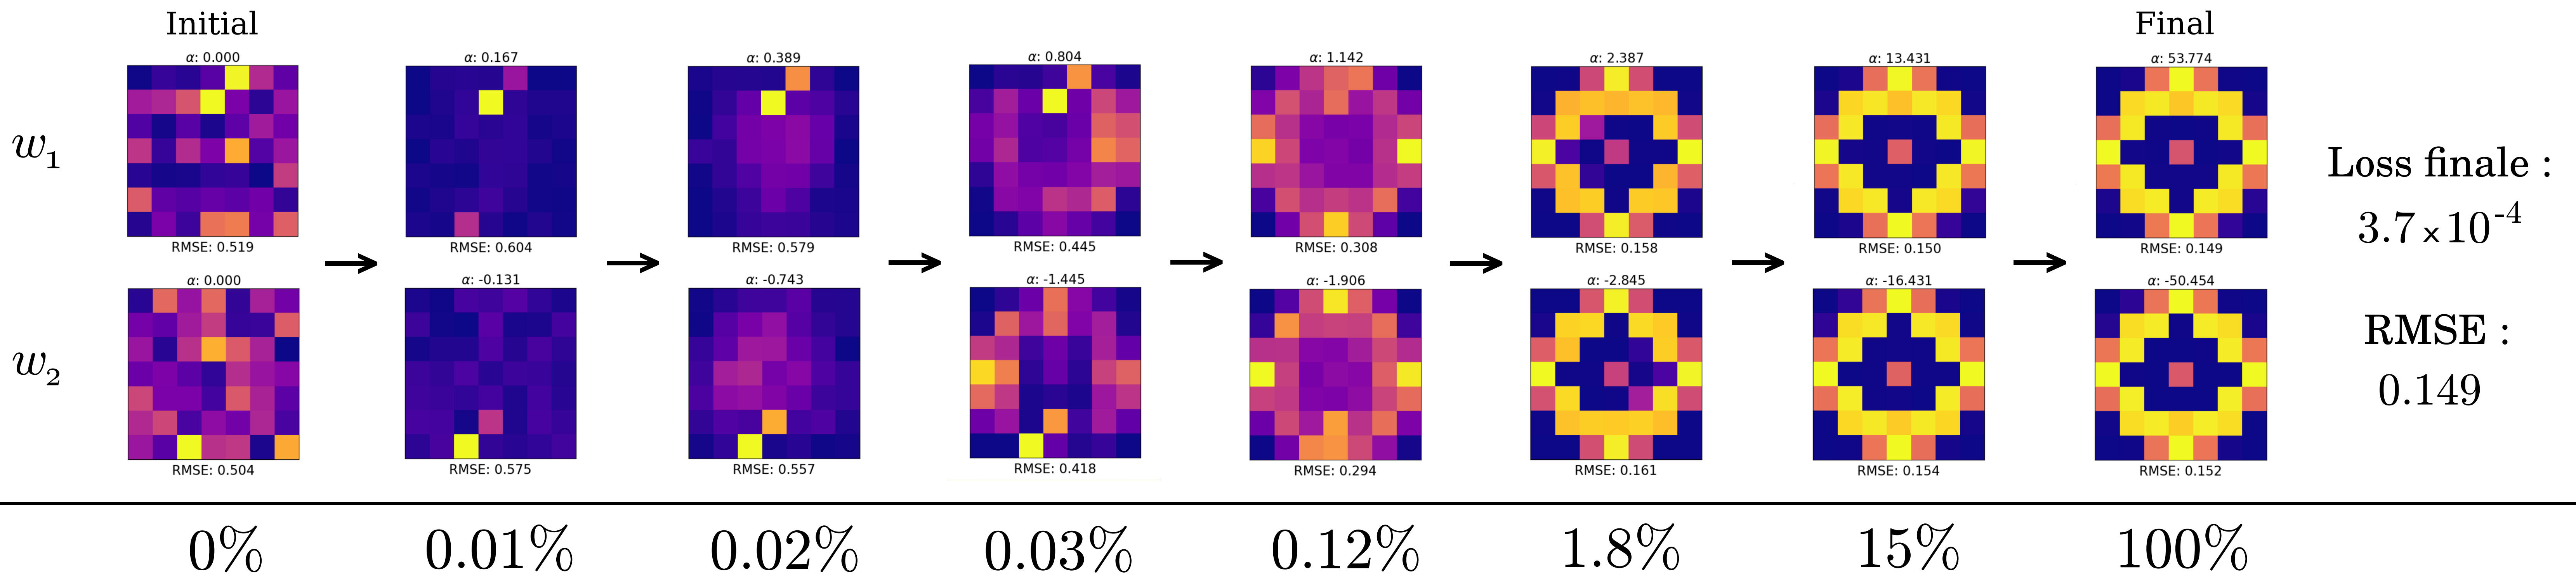 Initial
Final
α: 0.000
α: 0.167
α: 0.389
α: 0.804
α: 1.142
α: 2.387
α: 13.431
α: 53.774
w₁
RMSE: 0.519
RMSE: 0.604
RMSE: 0.579
RMSE: 0.445
RMSE: 0.308
RMSE: 0.158
RMSE: 0.150
RMSE: 0.149
α: 0.000
α: -0.131
α: -0.743
α: -1.445
α: -1.906
α: -2.845
α: -16.431
α: -50.454
w₂
RMSE: 0.504
RMSE: 0.575
RMSE: 0.557
RMSE: 0.418
RMSE: 0.294
RMSE: 0.161
RMSE: 0.154
RMSE: 0.152
Loss finale :
3.7×10⁻⁴
RMSE :
0.149
0%
0.01%
0.02%
0.03%
0.12%
1.8%
15%
100%